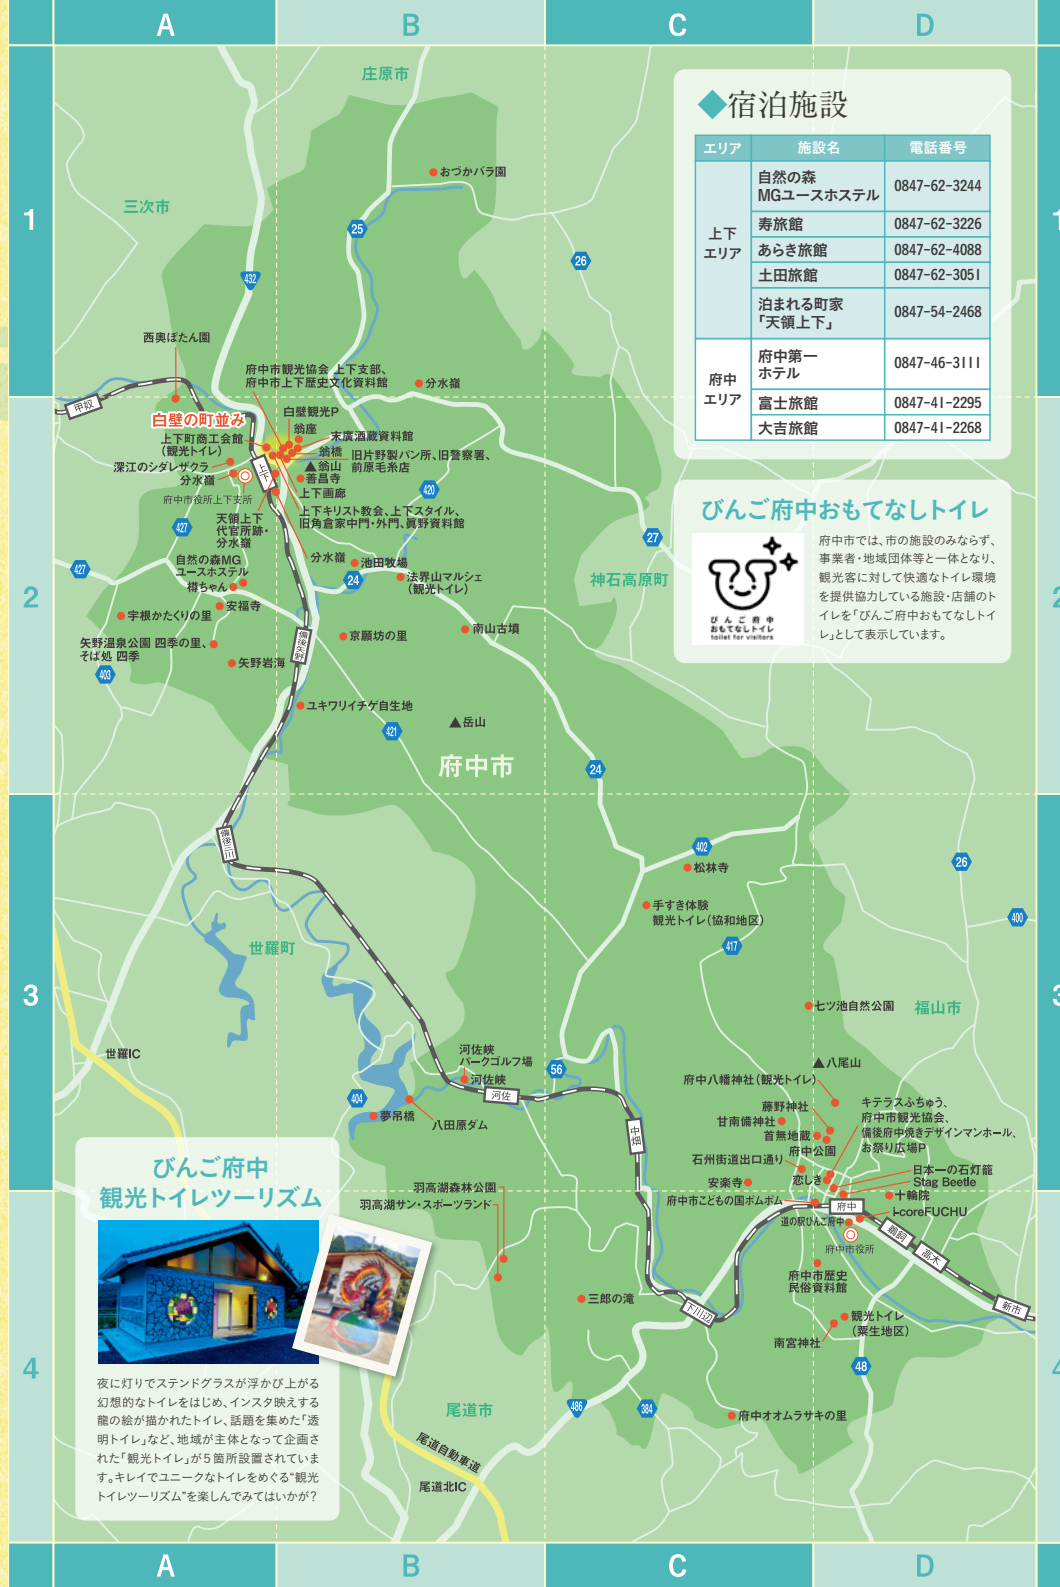 A
B
C
D
1
2
3
4
庄原市
三次市
おづかバラ園
25
26
432
西奥ぼたん園
府中市観光協会 上下支部、
府中市上下歴史文化資料館
分水嶺
甲奴
白壁の町並み
白壁観光P
翁座
上下町商工会館
(観光トイレ)
末廣酒蔵資料館
翁橋
旧片野製パン所、旧警察署、
前原毛糸店
深江のシダレザクラ
▲翁山
分水嶺
上下
善昌寺
府中市役所上下支所
上下画廊
420
天領上下
代官所跡・
分水嶺
上下キリスト教会、上下スタイル、
旧角倉家中門・外門、眞野資料館
427
427
27
自然の森MG
ユースホステル
分水嶺
池田牧場
24
法界山マルシェ
(観光トイレ)
神石高原町
樽ちゃん
安福寺
宇根かたくりの里
京願坊の里
南山古墳
矢野温泉公園 四季の里、
そば処 四季
備後矢野
矢野岩海
403
ユキワリイチゲ自生地
▲岳山
421
府中市
24
備後三川
402
松林寺
26
手すき体験
観光トイレ(協和地区)
400
417
世羅町
七ツ池自然公園
福山市
世羅IC
河佐峡
パークゴルフ場
河佐峡
56
▲八尾山
府中八幡神社(観光トイレ)
404
河佐
夢吊橋
八田原ダム
中畑
藤野神社
甘南備神社
首無地蔵
府中公園
キテラスふちゅう、
府中市観光協会、
備後府中焼きデザインマンホール、
お祭り広場P
石州街道出口通り
恋しき
日本一の石灯籠
Stag Beetle
安楽寺
羽高湖森林公園
羽高湖サン・スポーツランド
府中市こどもの国ポムポム
十輪院
府中
i-coreFUCHU
道の駅びんご府中
鵜飼
府中市役所
高木
府中市歴史
民俗資料館
三郎の滝
下川辺
新市
観光トイレ
(粟生地区)
南宮神社
48
486
384
尾道市
府中オオムラサキの里
尾道自動車道
尾道北IC
◆宿泊施設
エリア 施設名 電話番号
上下
エリア
自然の森
MGユースホステル 0847-62-3244
寿旅館 0847-62-3226
あらき旅館 0847-62-4088
土田旅館 0847-62-3051
泊まれる町家
「天領上下」 0847-54-2468
府中
エリア
府中第一
ホテル 0847-46-3111
富士旅館 0847-41-2295
大吉旅館 0847-41-2268
びんご府中おもてなしトイレ
びんご府中
おもてなしトイレ
toilet for visitors
府中市では、市の施設のみならず、
事業者・地域団体等と一体となり、
観光客に対して快適なトイレ環境
を提供協力している施設・店舗のト
イレを「びんご府中おもてなしトイ
レ」として表示しています。
びんご府中
観光トイレツーリズム
夜に灯りでステンドグラスが浮かび上がる
幻想的なトイレをはじめ、インスタ映えする
龍の絵が描かれたトイレ、話題を集めた「透
明トイレ」など、地域が主体となって企画さ
れた「観光トイレ」が5箇所設置されていま
す。キレイでユニークなトイレをめぐる“観光
トイレツーリズム”を楽しんでみてはいかが？
A
B
C
D